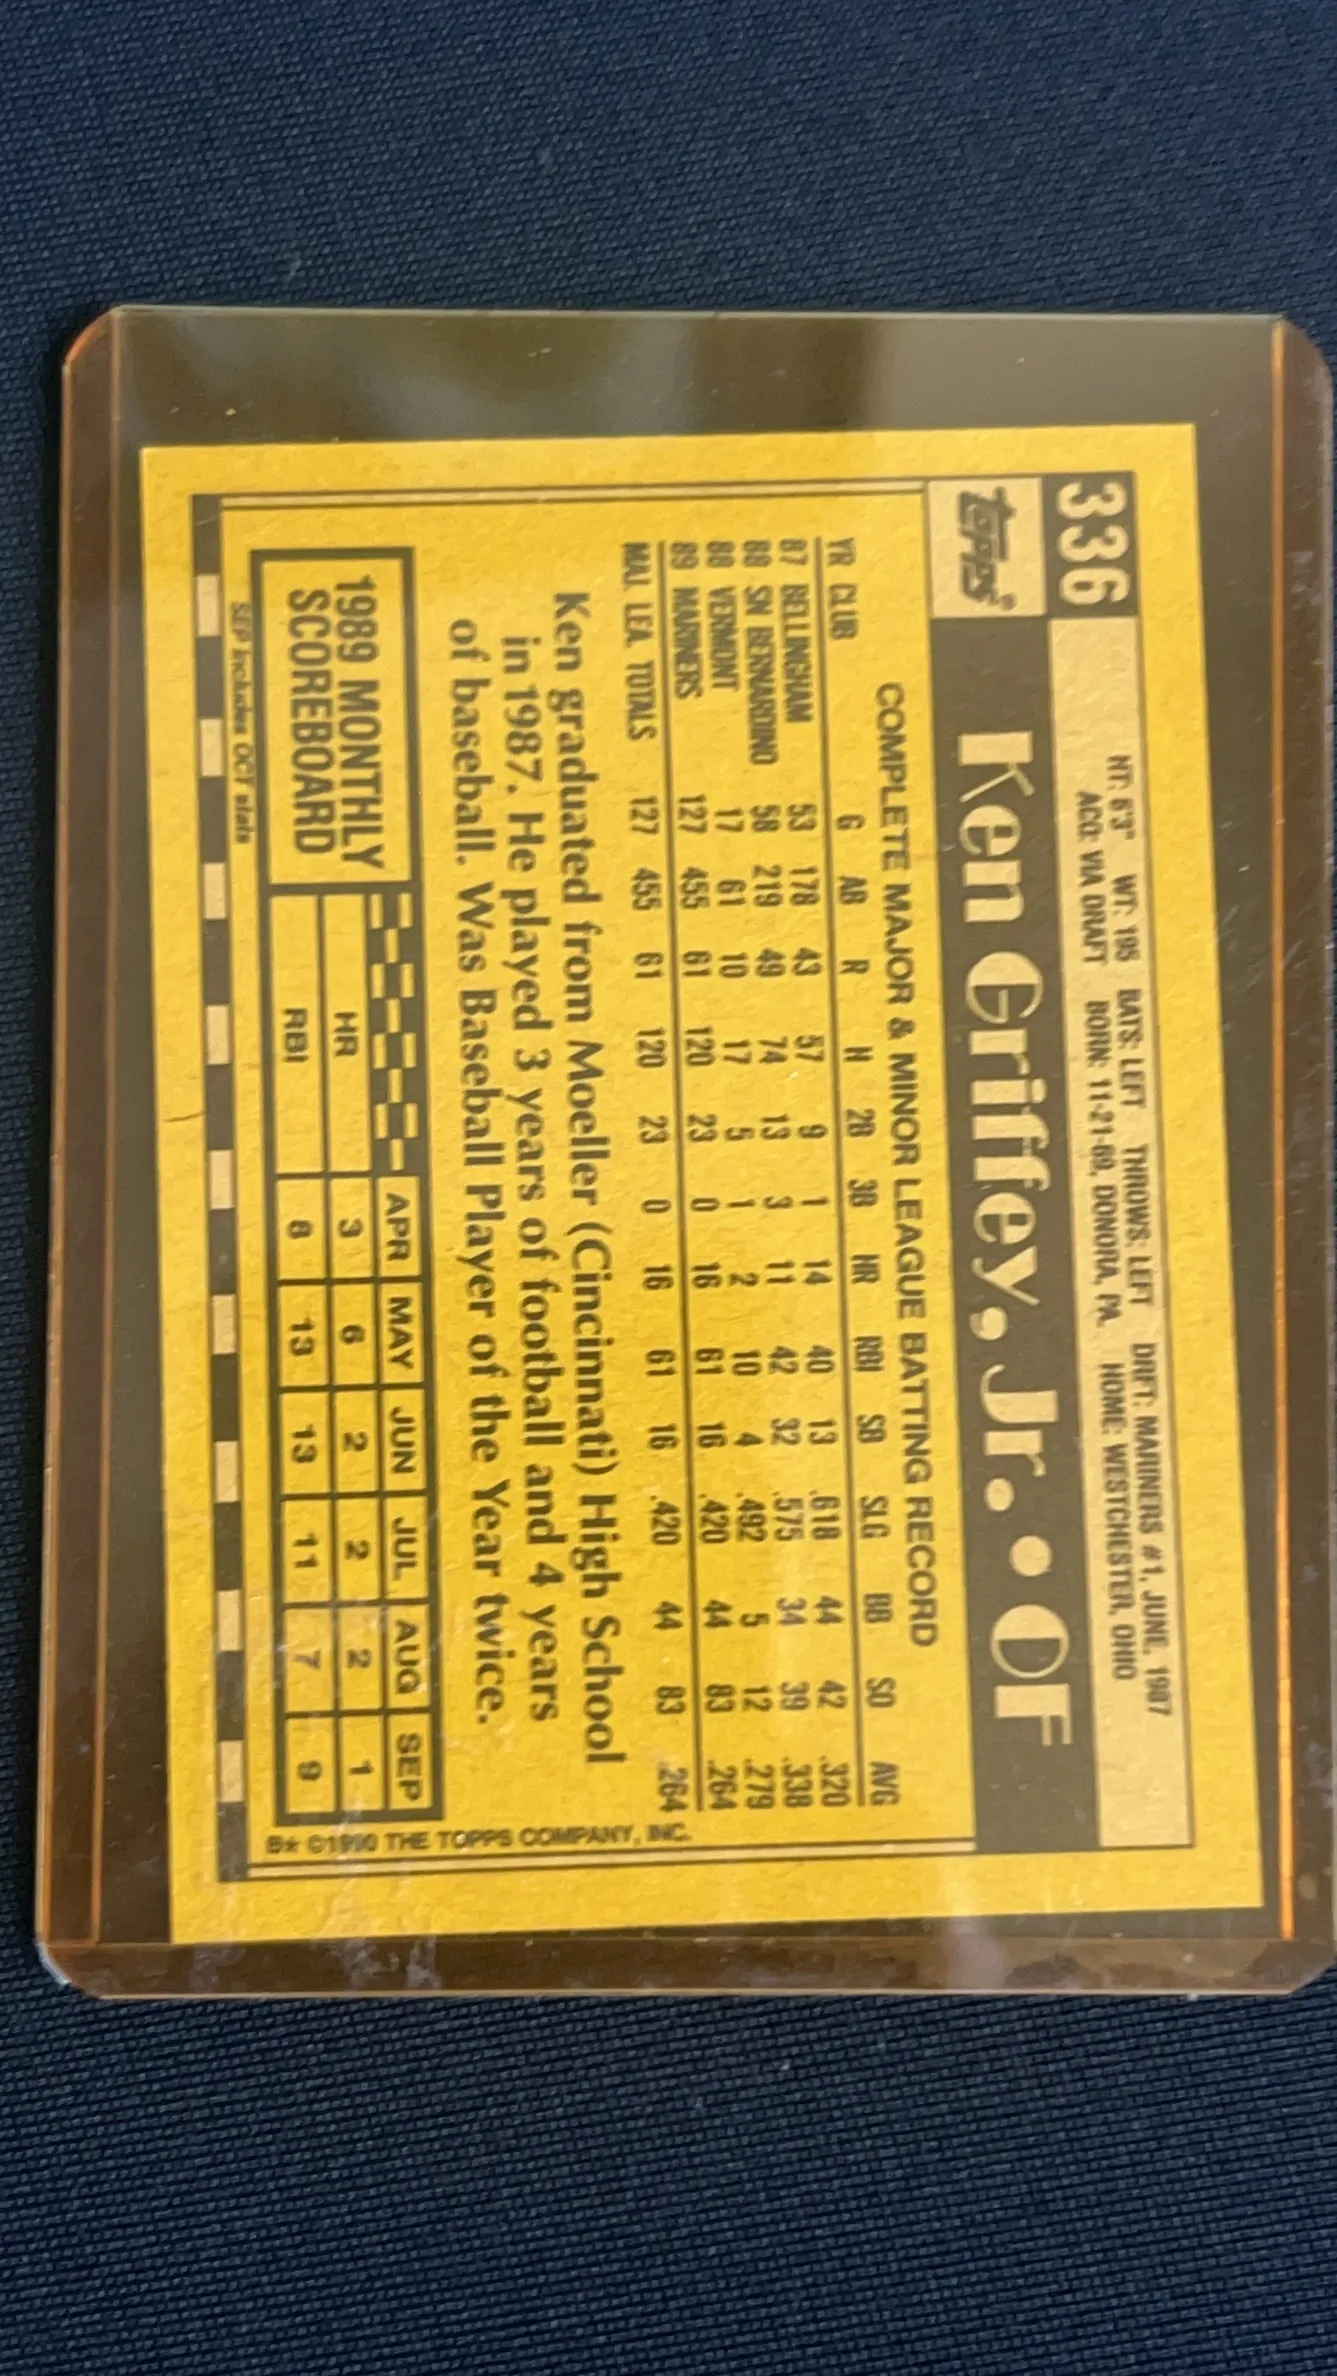 336 HT: 6'3" WT: 195 BATS: LEFT THROWS: LEFT DRFT: MARINERS #1, JUNE, 1987
ACQ: VIA DRAFT BORN: 11-21-69, DONORA, PA. HOME: WESTCHESTER, OHIO
topps Ken Griffey, Jr. • OF
COMPLETE MAJOR & MINOR LEAGUE BATTING RECORD
YR CLUB G AB R H 2B 3B HR RBI SB SLG BB SO AVG
87 BELLINGHAM 53 178 43 57 9 1 14 40 13 .618 44 42 .320
88 SN BERNARDINO 58 219 49 74 13 3 11 42 32 .575 34 39 .338
88 VERMONT 17 61 10 17 5 1 2 10 4 .492 5 12 .279
89 MARINERS 127 455 61 120 23 0 16 61 16 .420 44 83 .264
MAJ. LEA. TOTALS 127 455 61 120 23 0 16 61 16 .420 44 83 .264
Ken graduated from Moeller (Cincinnati) High School
in 1987. He played 3 years of football and 4 years
of baseball. Was Baseball Player of the Year twice.
1989 MONTHLY
SCOREBOARD
APR MAY JUN JUL AUG SEP
HR 3 6 2 2 2 1
RBI 8 13 13 11 7 9
SEP includes OCT stats
B* ©1990 THE TOPPS COMPANY, INC.